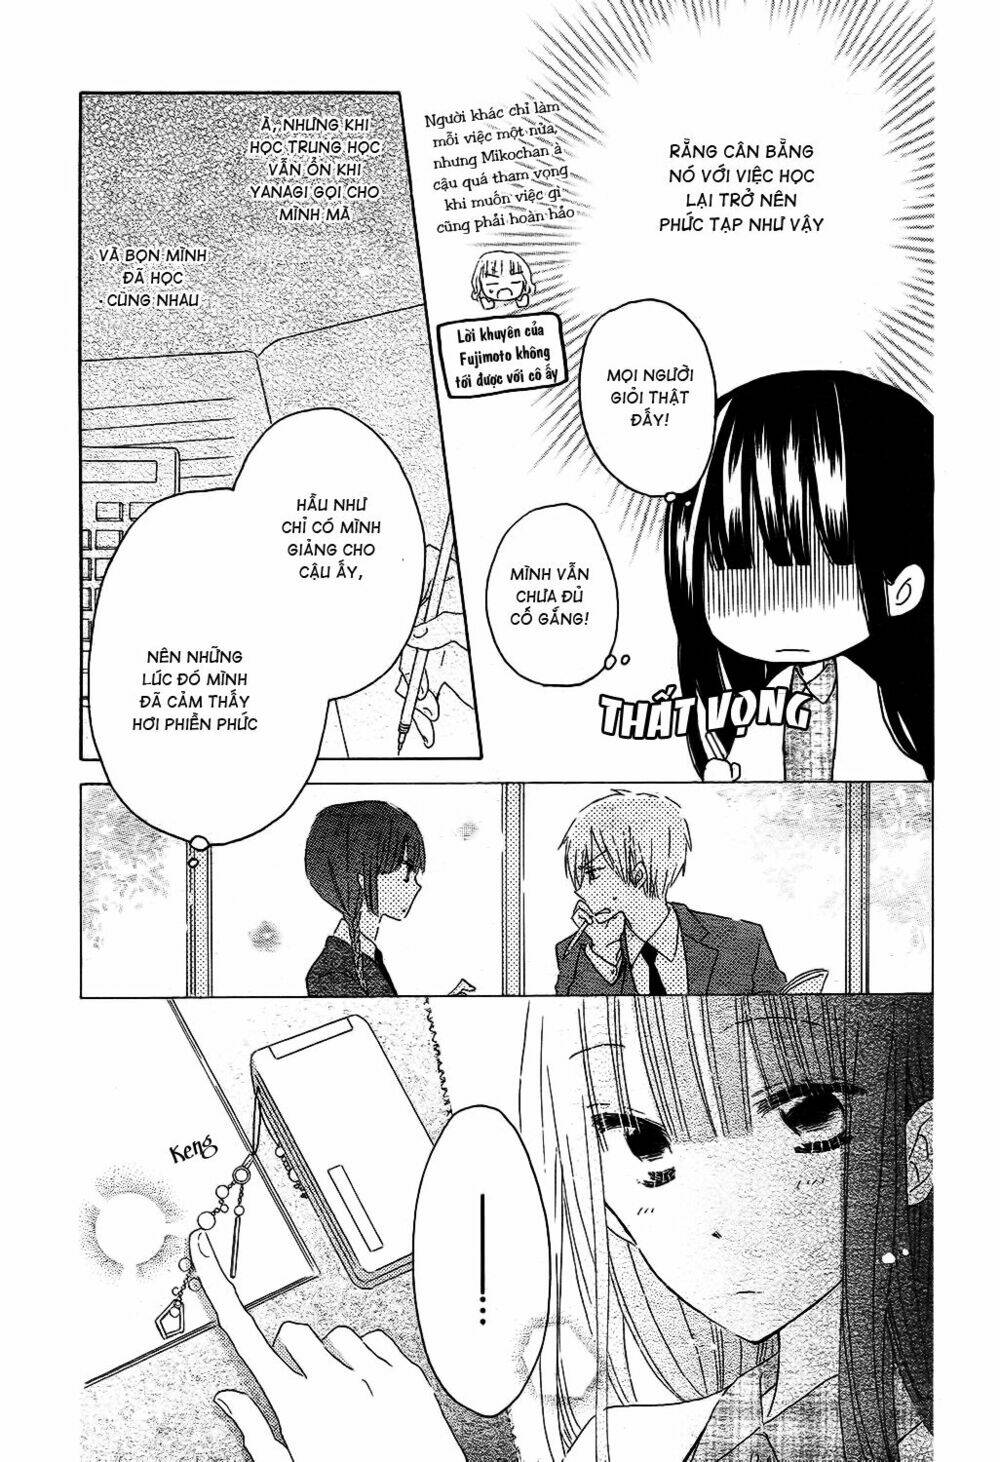 RẰNG CÂN BẰNG
NÓ VỚI VIỆC HỌC
LẠI TRỞ NÊN
PHỨC TẠP NHƯ VẬY
MỌI NGƯỜI
GIỎI THẬT
ĐẤY!
MÌNH VẪN
CHƯA ĐỦ
CỐ GẮNG!
THẤT VỌNG
Người khác chỉ làm
mỗi việc một nửa,
nhưng Mikochan à
cậu quá tham vọng
khi muốn việc gì
cũng phải hoàn hảo
Lời khuyên của
Fujimoto không
tới được với cô ấy
À, NHƯNG KHI
HỌC TRUNG HỌC
VẪN ỔN KHI
YANAGI GỌI CHO
MÌNH MÀ
VÀ BỌN MÌNH
ĐÃ HỌC
CÙNG NHAU
HẦU NHƯ
CHỈ CÓ MÌNH
GIẢNG CHO
CẬU ẤY,
NÊN NHỮNG
LÚC ĐÓ MÌNH
ĐÃ CẢM THẤY
HƠI PHIỀN PHỨC
Keng